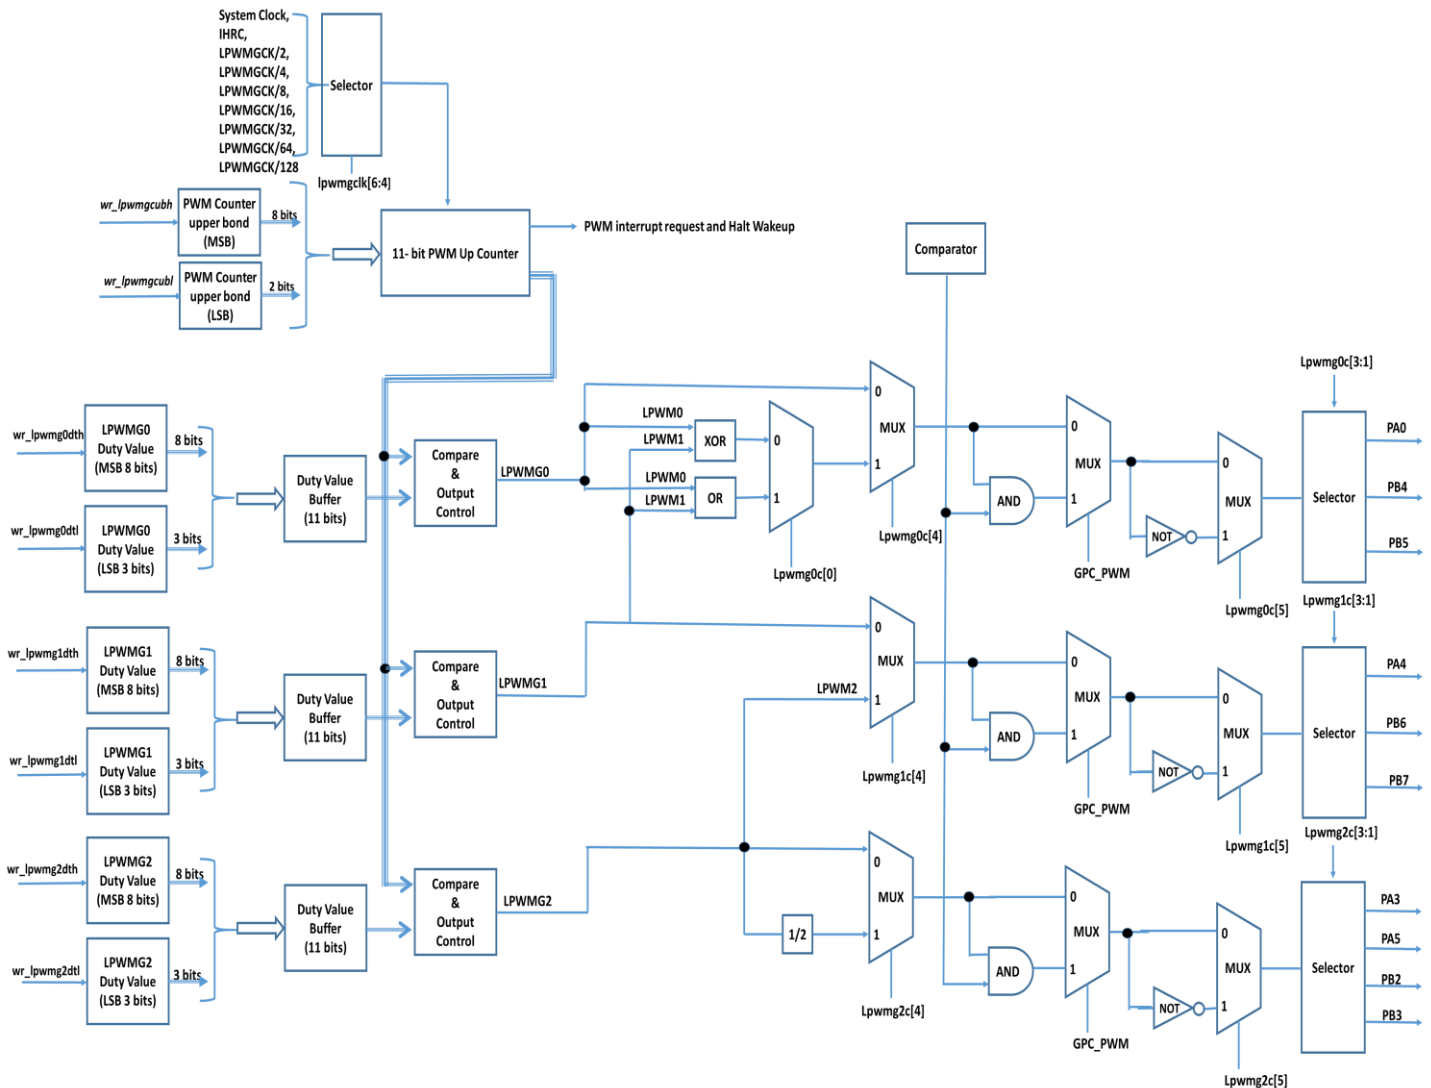 System Clock,
IHRC,
LPWMGCK/2,
LPWMGCK/4,
LPWMGCK/8,
LPWMGCK/16,
LPWMGCK/32,
LPWMGCK/64,
LPWMGCK/128
Selector
lpwmgclk[6:4]
wr_lpwmgcubh
PWM Counter
upper bond
(MSB)
8 bits
wr_lpwmgcubl
PWM Counter
upper bond
(LSB)
2 bits
11- bit PWM Up Counter
PWM interrupt request and Halt Wakeup
Comparator
wr_lpwmg0dth
LPWMG0
Duty Value
(MSB 8 bits)
8 bits
wr_lpwmg0dtl
LPWMG0
Duty Value
(LSB 3 bits)
3 bits
Duty Value
Buffer
(11 bits)
Compare
&
Output
Control
LPWMG0
LPWM0
LPWM1
XOR
LPWM0
LPWM1
OR
0
1
Lpwmg0c[0]
0
MUX
1
Lpwmg0c[4]
AND
0
MUX
1
GPC_PWM
NOT
0
MUX
1
Lpwmg0c[5]
Lpwmg0c[3:1]
Selector
PA0
PB4
PB5
wr_lpwmg1dth
LPWMG1
Duty Value
(MSB 8 bits)
8 bits
wr_lpwmg1dtl
LPWMG1
Duty Value
(LSB 3 bits)
3 bits
Duty Value
Buffer
(11 bits)
Compare
&
Output
Control
LPWMG1
LPWM2
0
MUX
1
Lpwmg1c[4]
AND
0
MUX
1
GPC_PWM
NOT
0
MUX
1
Lpwmg1c[5]
Lpwmg1c[3:1]
Selector
PA4
PB6
PB7
wr_lpwmg2dth
LPWMG2
Duty Value
(MSB 8 bits)
8 bits
wr_lpwmg2dtl
LPWMG2
Duty Value
(LSB 3 bits)
3 bits
Duty Value
Buffer
(11 bits)
Compare
&
Output
Control
LPWMG2
1/2
0
MUX
1
Lpwmg2c[4]
AND
0
MUX
1
GPC_PWM
NOT
0
MUX
1
Lpwmg2c[5]
Lpwmg2c[3:1]
Selector
PA3
PA5
PB2
PB3